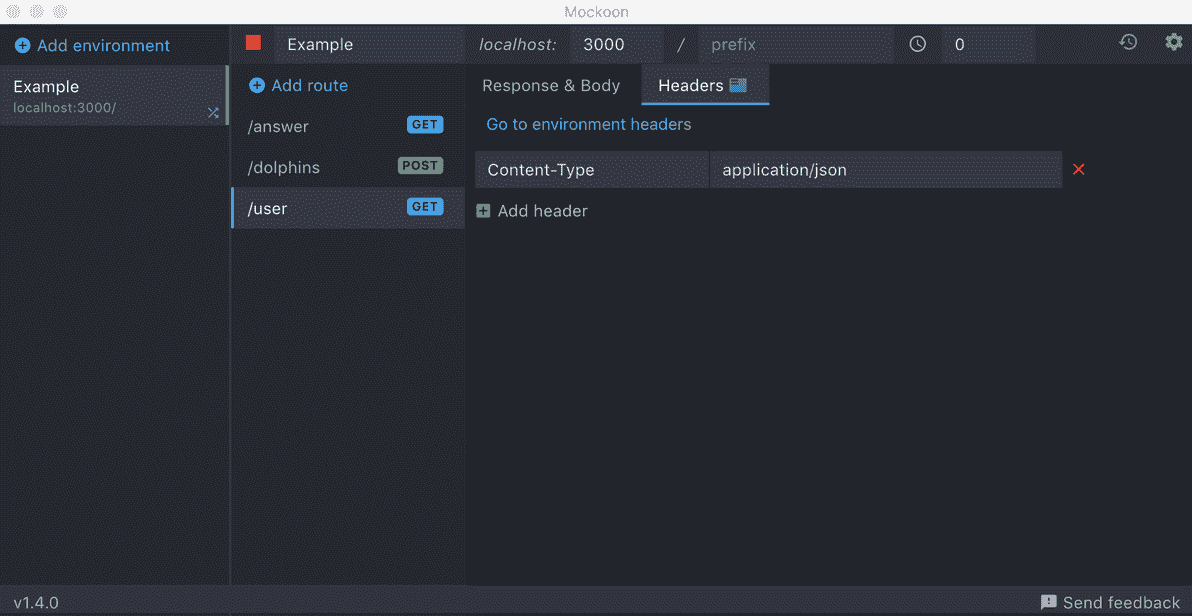 Mockoon
Add environment
Example
localhost:
3000
/
prefix
0
Example
localhost:3000/
Add route
/answer
GET
/dolphins
POST
/user
GET
Response & Body
Headers
Go to environment headers
Content-Type
application/json
Add header
v1.4.0
Send feedback